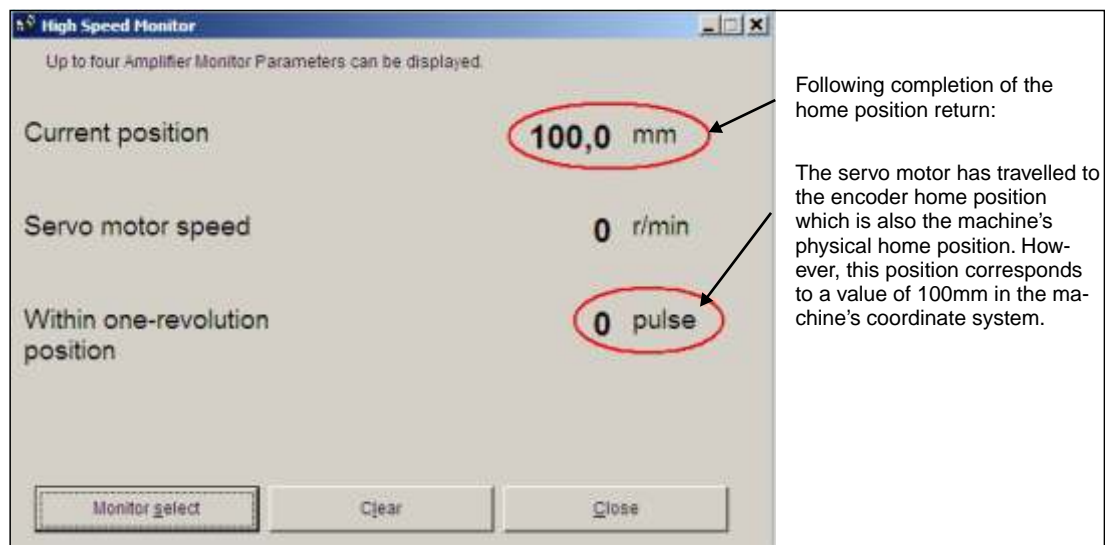 High Speed Monitor
Up to four Amplifier Monitor Parameters can be displayed.
Current position
100,0 mm
Servo motor speed
0 r/min
Within one-revolution
position
0 pulse
Monitor select
Clear
Close
Following completion of the
home position return:
The servo motor has travelled to
the encoder home position
which is also the machine’s
physical home position. How-
ever, this position corresponds
to a value of 100mm in the ma-
chine’s coordinate system.